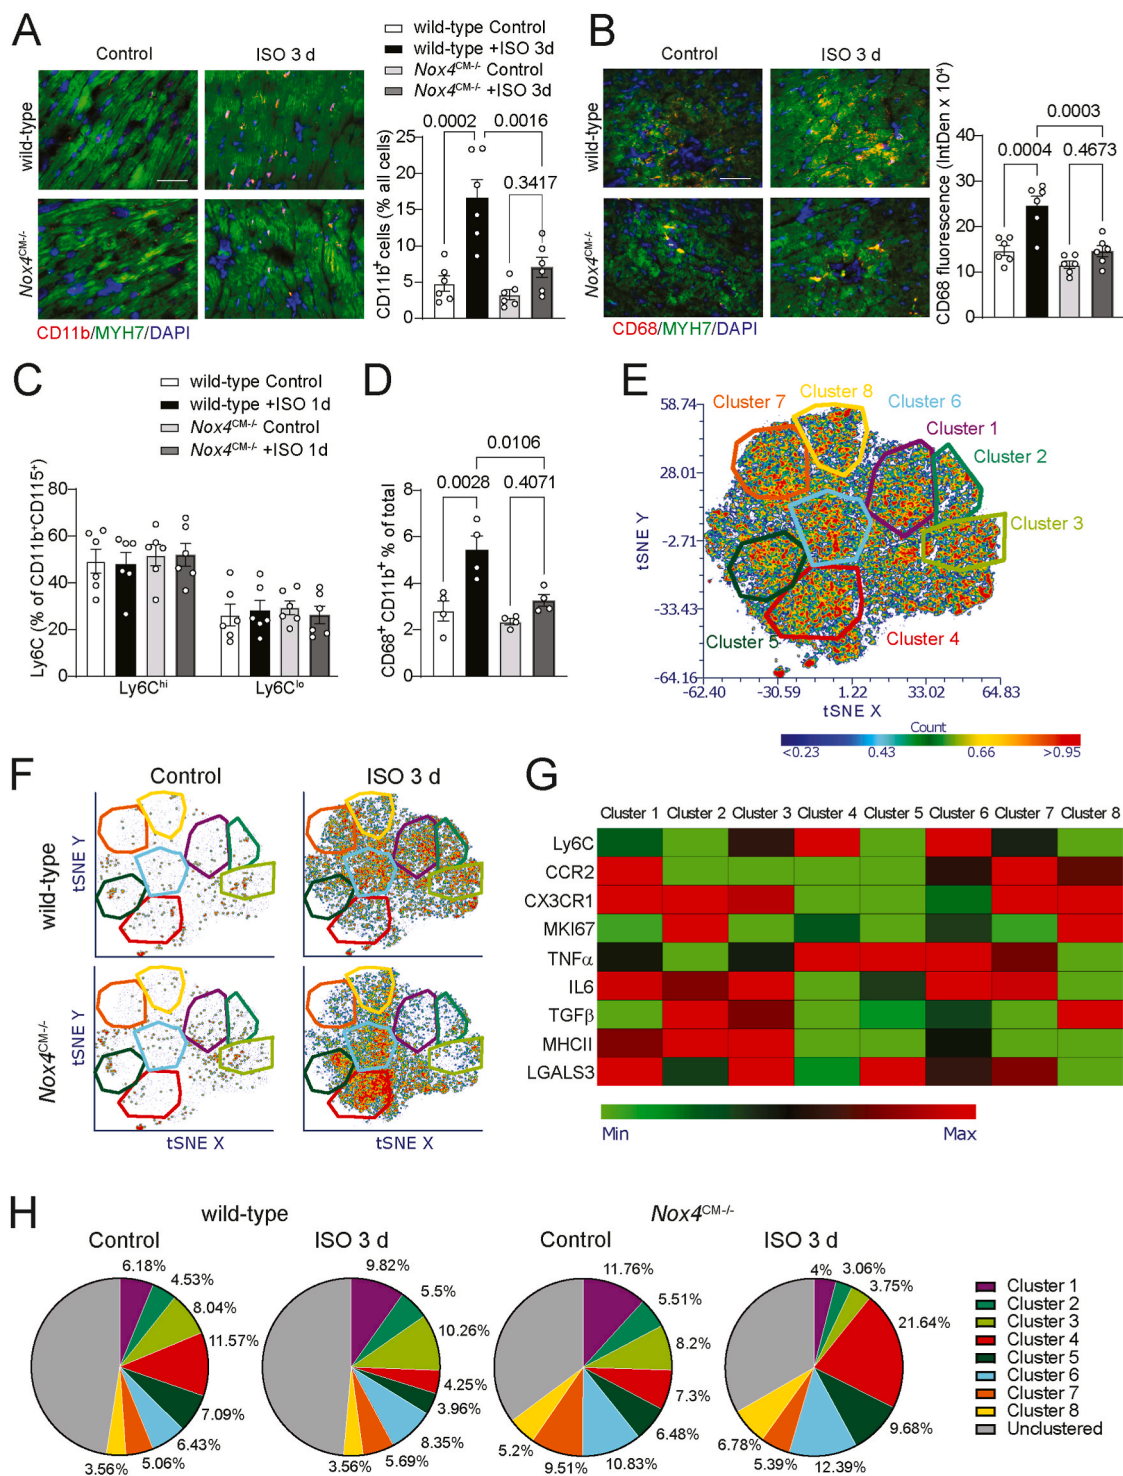 A
Control
ISO 3 d
wild-type
Nox4CM-/-
CD11b/MYH7/DAPI
wild-type Control
wild-type +ISO 3d
Nox4CM-/- Control
Nox4CM-/- +ISO 3d
CD11b+ cells (% all cells)
25
20
15
10
5
0
0.0002
0.0016
0.3417
B
Control
ISO 3 d
wild-type
Nox4CM-/-
CD68/MYH7/DAPI
CD68 fluorescence (IntDen x 10⁴)
40
30
20
10
0
0.0003
0.0004
0.4673
C
wild-type Control
wild-type +ISO 1d
Nox4CM-/- Control
Nox4CM-/- +ISO 1d
Ly6C (% of CD11b+CD115+)
80
60
40
20
0
Ly6Chi
Ly6Clo
D
CD68+ CD11b+ % of total
8
6
4
2
0
0.0106
0.0028
0.4071
E
58.74
28.01
-2.71
-33.43
-64.16
tSNE Y
-62.40
-30.59
1.22
33.02
64.83
tSNE X
Cluster 7
Cluster 8
Cluster 6
Cluster 1
Cluster 2
Cluster 3
Cluster 4
Cluster 5
Count
<0.23
0.43
0.66
>0.95
F
Control
ISO 3 d
wild-type
tSNE Y
Nox4CM-/-
tSNE Y
tSNE X
tSNE X
G
Cluster 1 Cluster 2 Cluster 3 Cluster 4 Cluster 5 Cluster 6 Cluster 7 Cluster 8
Ly6C
CCR2
CX3CR1
MKI67
TNFα
IL6
TGFβ
MHCII
LGALS3
Min
Max
H
wild-type
Nox4CM-/-
Control
6.18%
4.53%
8.04%
11.57%
7.09%
6.43%
5.06%
3.56%
ISO 3 d
9.82%
5.5%
10.26%
4.25%
3.96%
8.35%
5.69%
3.56%
Control
11.76%
5.51%
8.2%
7.3%
6.48%
10.83%
9.51%
5.2%
ISO 3 d
4%
3.06%
3.75%
21.64%
9.68%
12.39%
5.39%
6.78%
Cluster 1
Cluster 2
Cluster 3
Cluster 4
Cluster 5
Cluster 6
Cluster 7
Cluster 8
Unclustered